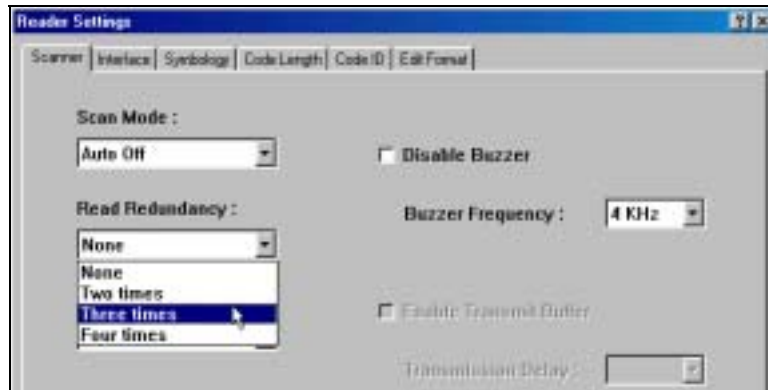 Reader Settings
Scanner Interface Symbology Code Length Code ID Edit Format
Scan Mode :
Auto Off
Disable Buzzer
Read Redundancy :
Buzzer Frequency :
4 KHz
None
None
Two times
Three times
Four times
Enable Transmit Buffer
Transmission Delay :